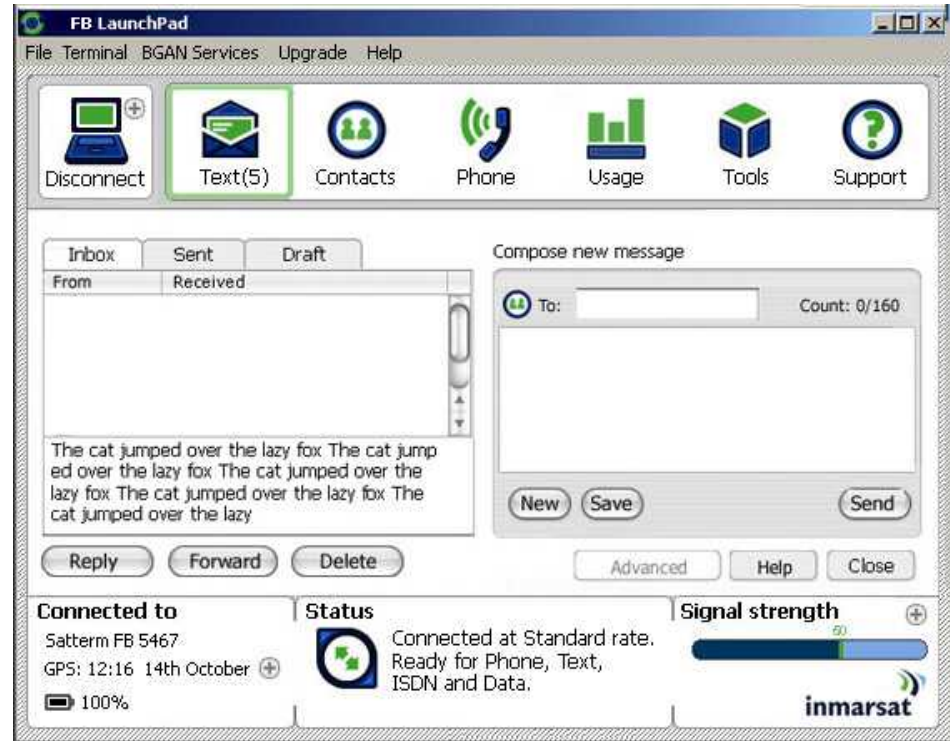 FB LaunchPad
File Terminal BGAN Services Upgrade Help
Disconnect Text(5) Contacts Phone Usage Tools Support
Inbox Sent Draft
From Received
The cat jumped over the lazy fox The cat jump
ed over the lazy fox The cat jumped over the
lazy fox The cat jumped over the lazy fox The
cat jumped over the lazy
Reply Forward Delete
Compose new message
To: Count: 0/160
New Save Send
Advanced Help Close
Connected to
Satterm FB 5467
GPS: 12:16 14th October
100%
Status
Connected at Standard rate.
Ready for Phone, Text,
ISDN and Data.
Signal strength
60
inmarsat